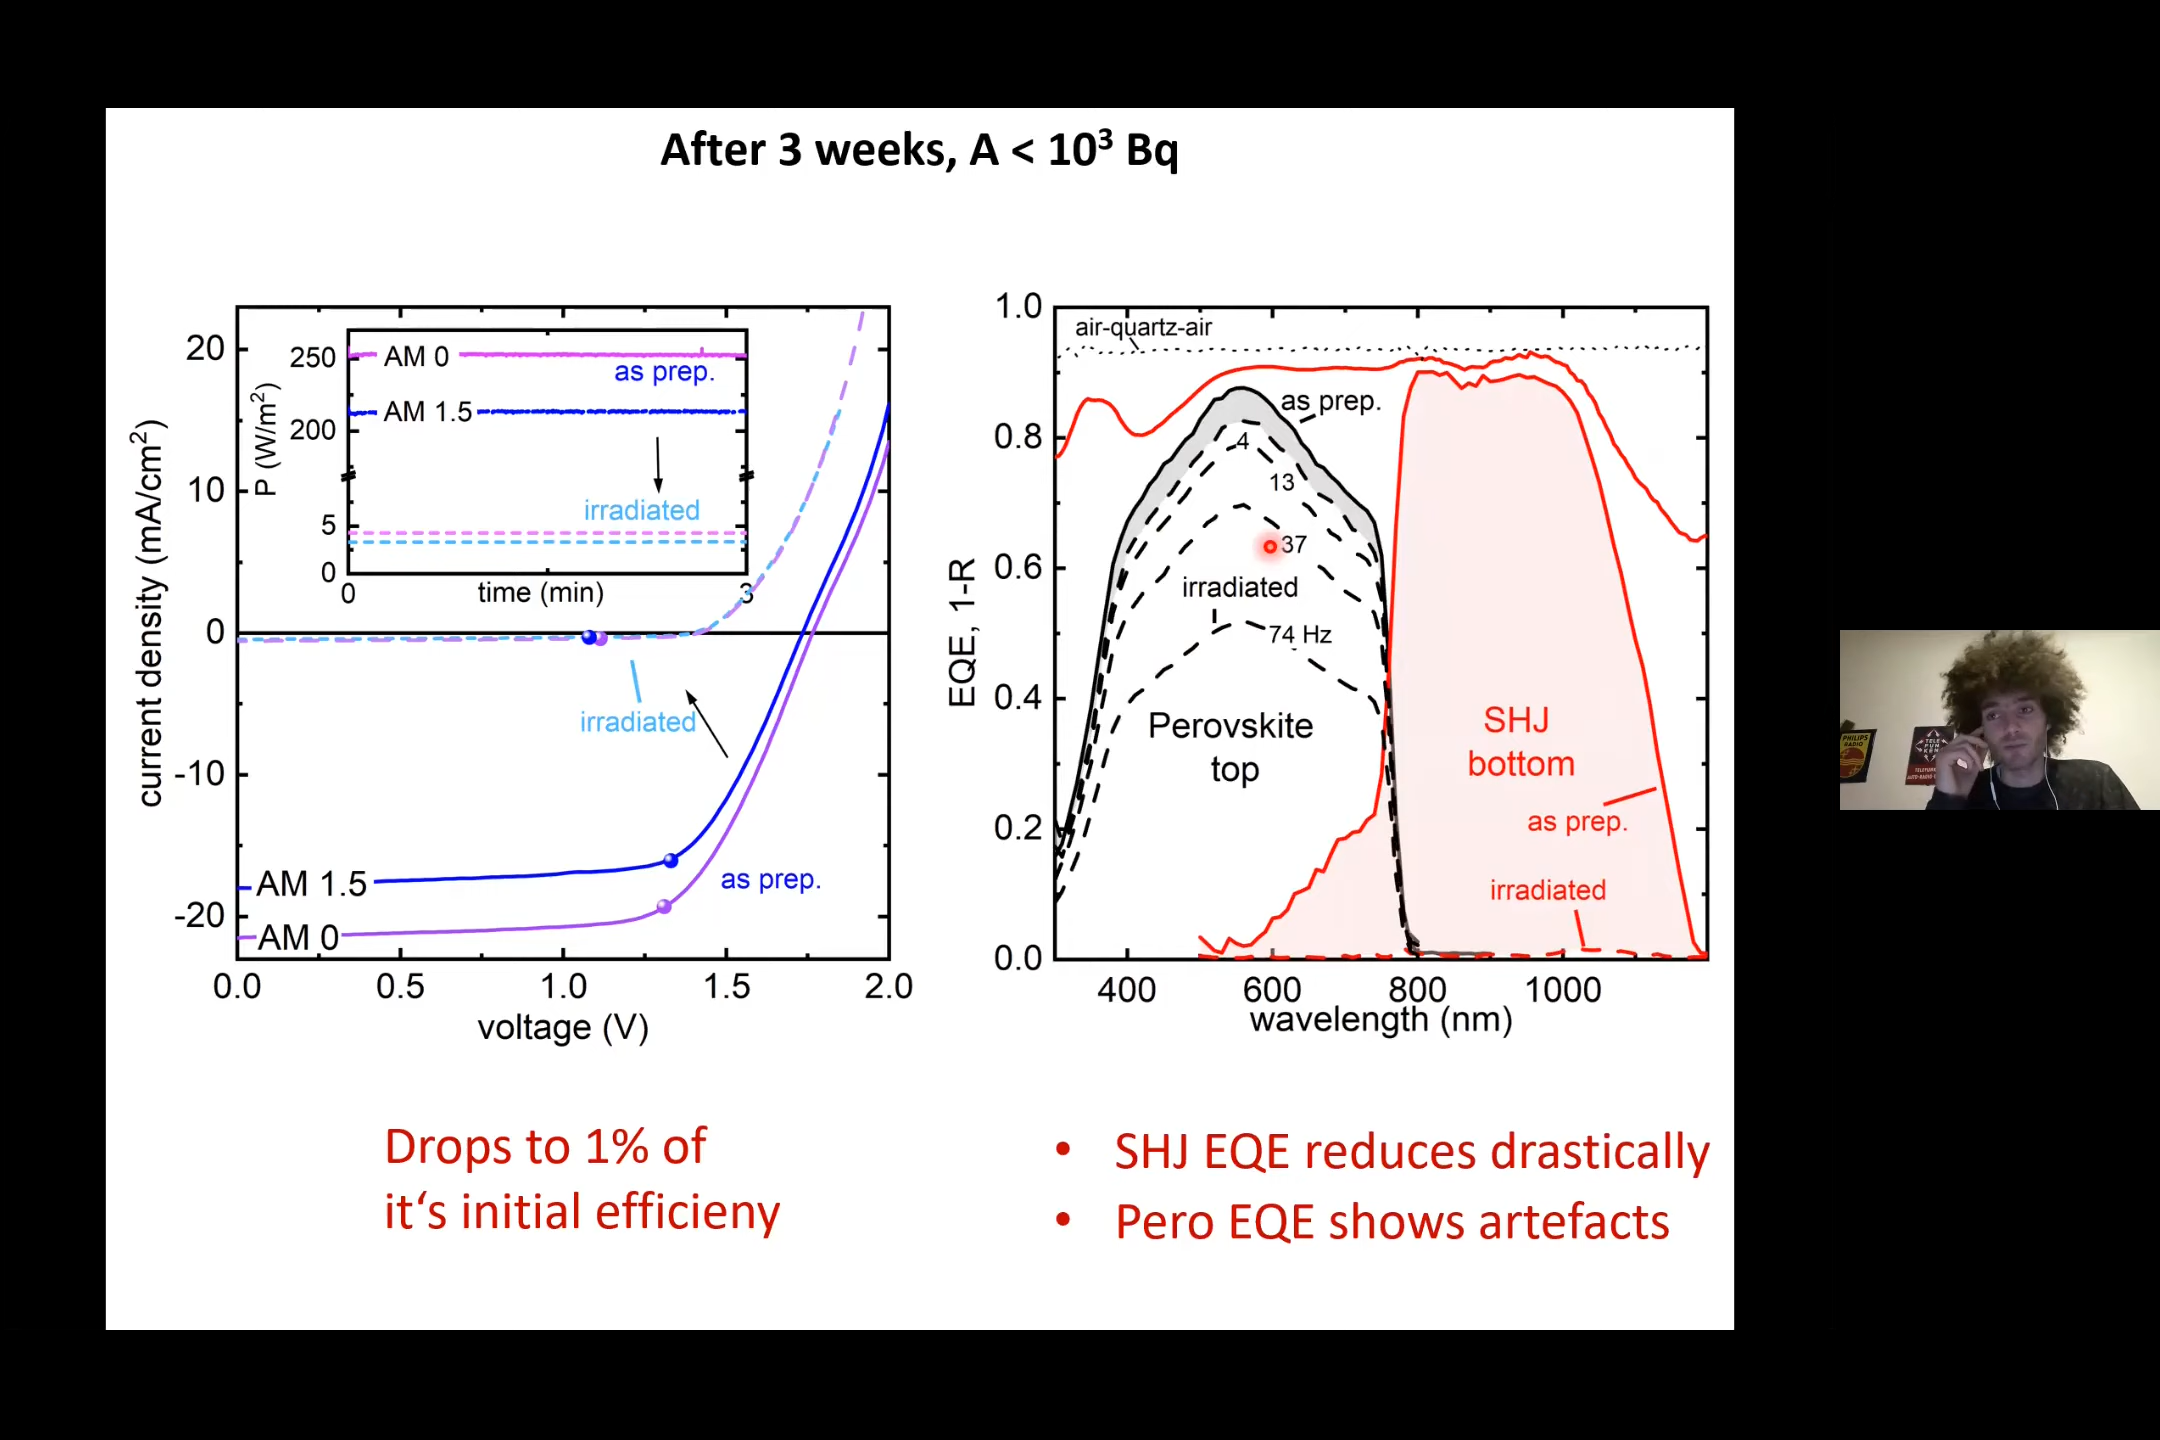 After 3 weeks, A < 10³ Bq
20
10
0
-10
-20
current density (mA/cm²)
0.0
0.5
1.0
1.5
2.0
voltage (V)
250
200
5
0
P (W/m²)
0
time (min)
3
AM 0
as prep.
AM 1.5
irradiated
irradiated
AM 1.5
as prep.
AM 0
1.0
0.8
0.6
0.4
0.2
0.0
EQE, 1-R
400
600
800
1000
wavelength (nm)
air-quartz-air
as prep.
4
13
37
irradiated
74 Hz
Perovskite
top
SHJ
bottom
as prep.
irradiated
Drops to 1% of
it‘s initial efficieny
• SHJ EQE reduces drastically
• Pero EQE shows artefacts
PHILIPS
RADIO
TELE
FUN
KEN